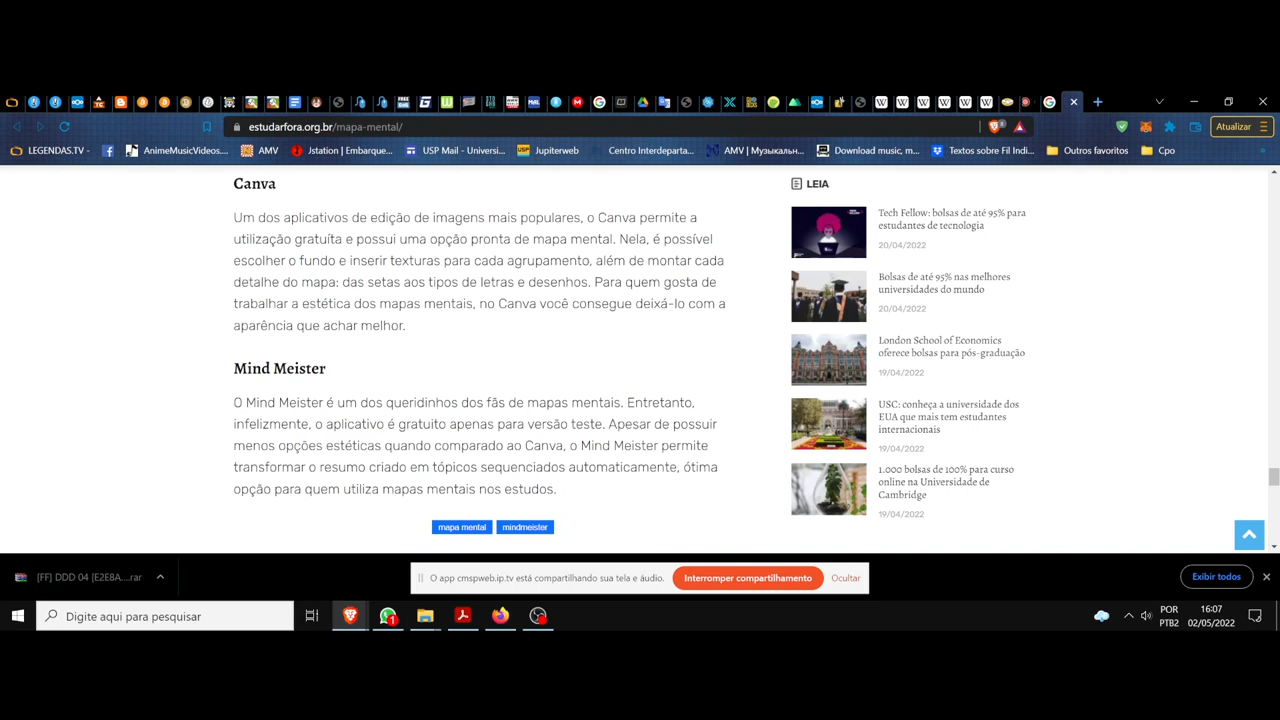 estudarfora.org.br/mapa-mental/
Atualizar
LEGENDAS.TV -
AnimeMusicVideos...
AMV
Jstation | Embarque...
USP Mail - Universi...
Jupiterweb
Centro Interdeparta...
AMV | Музыкальн...
Download music, m...
Textos sobre Fil Indi...
Outros favoritos
Cpo
Canva
Um dos aplicativos de edição de imagens mais populares, o Canva permite a
utilização gratuíta e possui uma opção pronta de mapa mental. Nela, é possível
escolher o fundo e inserir texturas para cada agrupamento, além de montar cada
detalhe do mapa: das setas aos tipos de letras e desenhos. Para quem gosta de
trabalhar a estética dos mapas mentais, no Canva você consegue deixá-lo com a
aparência que achar melhor.
Mind Meister
O Mind Meister é um dos queridinhos dos fãs de mapas mentais. Entretanto,
infelizmente, o aplicativo é gratuito apenas para versão teste. Apesar de possuir
menos opções estéticas quando comparado ao Canva, o Mind Meister permite
transformar o resumo criado em tópicos sequenciados automaticamente, ótima
opção para quem utiliza mapas mentais nos estudos.
mapa mental
mindmeister
LEIA
Tech Fellow: bolsas de até 95% para
estudantes de tecnologia
20/04/2022
Bolsas de até 95% nas melhores
universidades do mundo
20/04/2022
London School of Economics
oferece bolsas para pós-graduação
19/04/2022
USC: conheça a universidade dos
EUA que mais tem estudantes
internacionais
19/04/2022
1.000 bolsas de 100% para curso
online na Universidade de
Cambridge
19/04/2022
[FF] DDD 04 [E2E8A....rar
O app cmspweb.ip.tv está compartilhando sua tela e áudio.
Interromper compartilhamento
Ocultar
Exibir todos
Digite aqui para pesquisar
POR
PTB2
16:07
02/05/2022